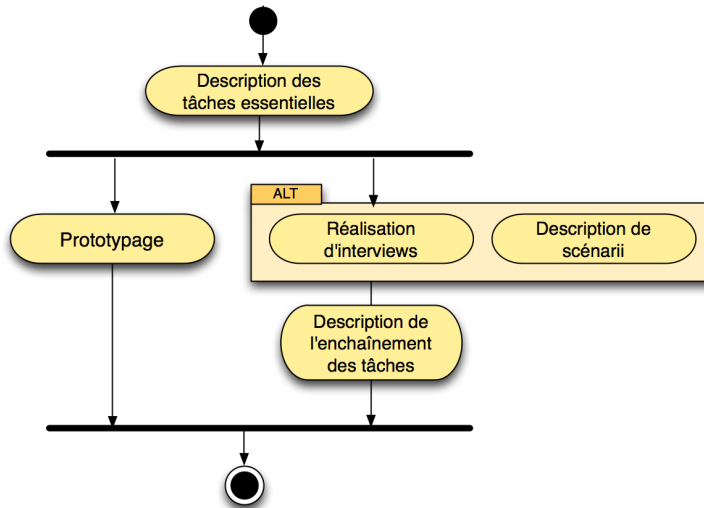 Description des
tâches essentielles
ALT
Prototypage
Réalisation
d'interviews
Description de
scénarii
Description de
l'enchaînement
des tâches